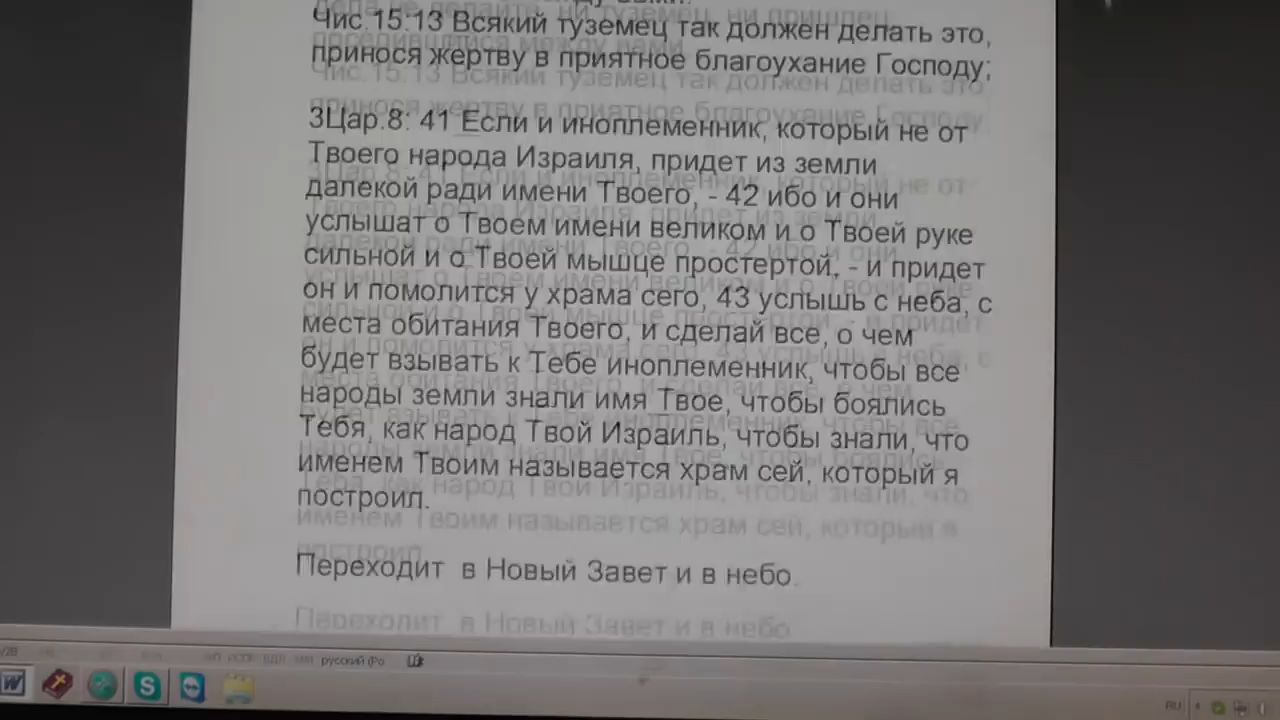 Чис.15:13 Всякий туземец так должен делать это,
принося жертву в приятное благоухание Господу;
3Цар.8: 41 Если и иноплеменник, который не от
Твоего народа Израиля, придет из земли
далекой ради имени Твоего, - 42 ибо и они
услышат о Твоем имени великом и о Твоей руке
сильной и о Твоей мышце простертой, - и придет
он и помолится у храма сего, 43 услышь с неба, с
места обитания Твоего, и сделай все, о чем
будет взывать к Тебе иноплеменник, чтобы все
народы земли знали имя Твое, чтобы боялись
Тебя, как народ Твой Израиль, чтобы знали, что
именем Твоим называется храм сей, который я
построил.
Переходит в Новый Завет и в небо.
русский (Ро
RU